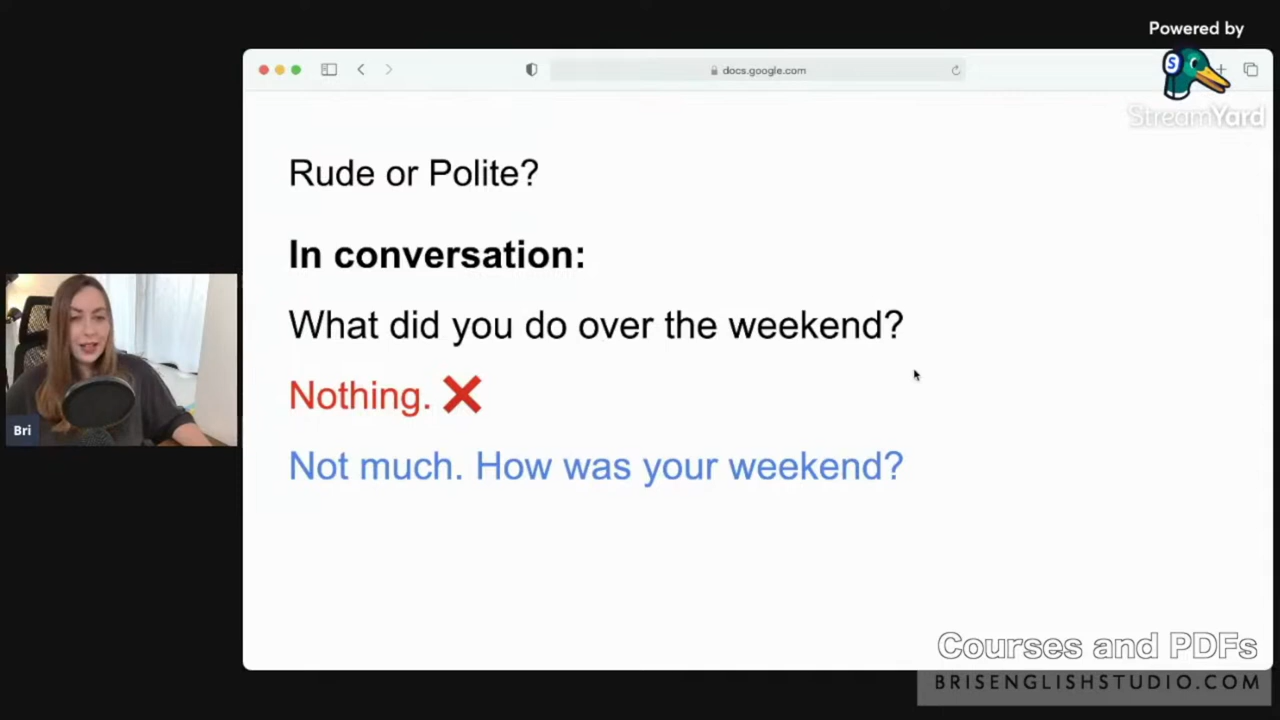 Powered by
docs.google.com
S
StreamYard
Rude or Polite?
In conversation:
What did you do over the weekend?
Nothing. ❌
Not much. How was your weekend?
Bri
Courses and PDFs
BRISENGLISHSTUDIO.COM